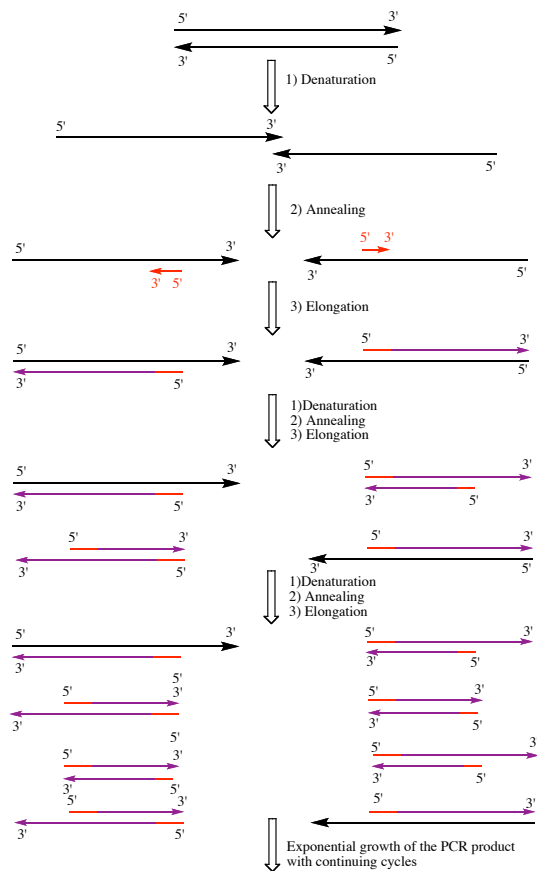 5' 3'
3' 5'
1) Denaturation
5' 3'
3' 5'
2) Annealing
5' 3' 5' 3'
3' 5' 3' 5'
3) Elongation
5' 3' 5' 3'
3' 5' 3' 5'
1)Denaturation
2) Annealing
3) Elongation
5' 3' 5' 3'
3' 5' 3' 5'
5' 3' 5' 3'
3' 5' 3' 5'
1)Denaturation
2) Annealing
3) Elongation
5' 3' 5' 3'
3' 3' 5'
5'
5' 3' 5' 3'
3' 3' 5'
5'
5' 3' 5' 3'
3' 5' 3' 5'
5' 3' 5' 3'
3' 5'
Exponential growth of the PCR product
with continuing cycles